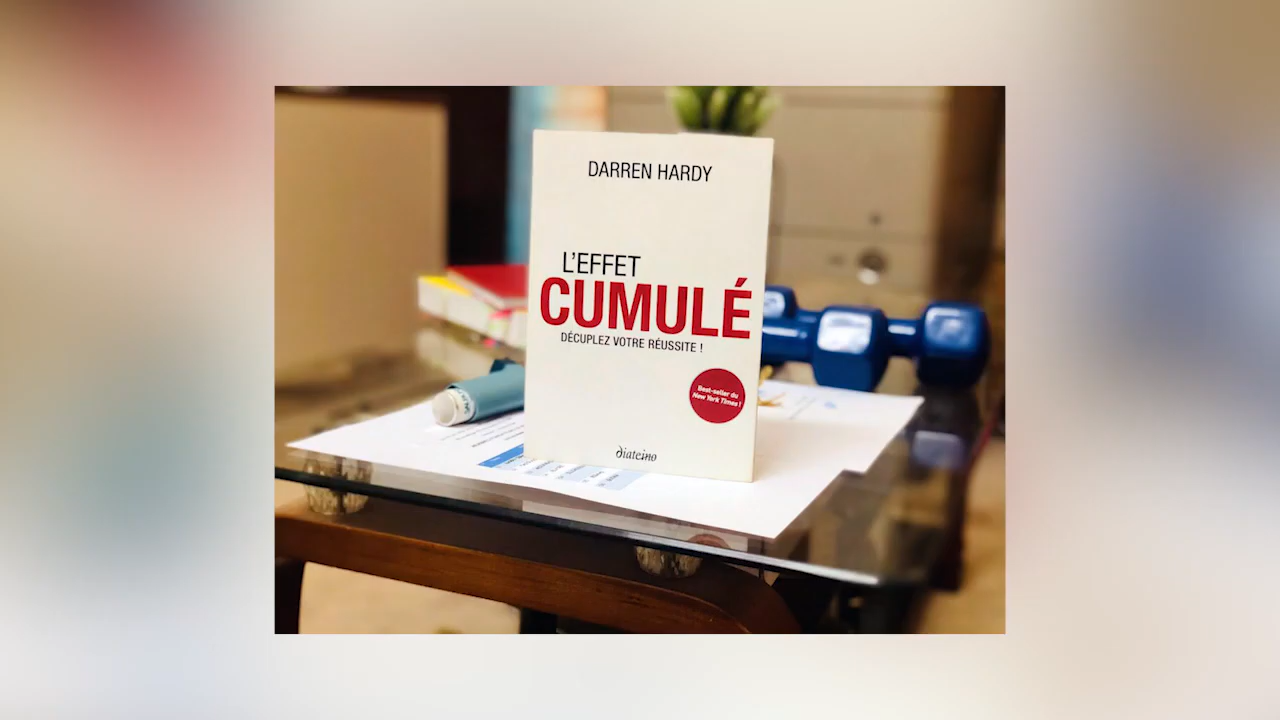 DARREN HARDY
L'EFFET
CUMULÉ
DÉCUPLEZ VOTRE RÉUSSITE !
Best-seller du
New York Times !
diateino